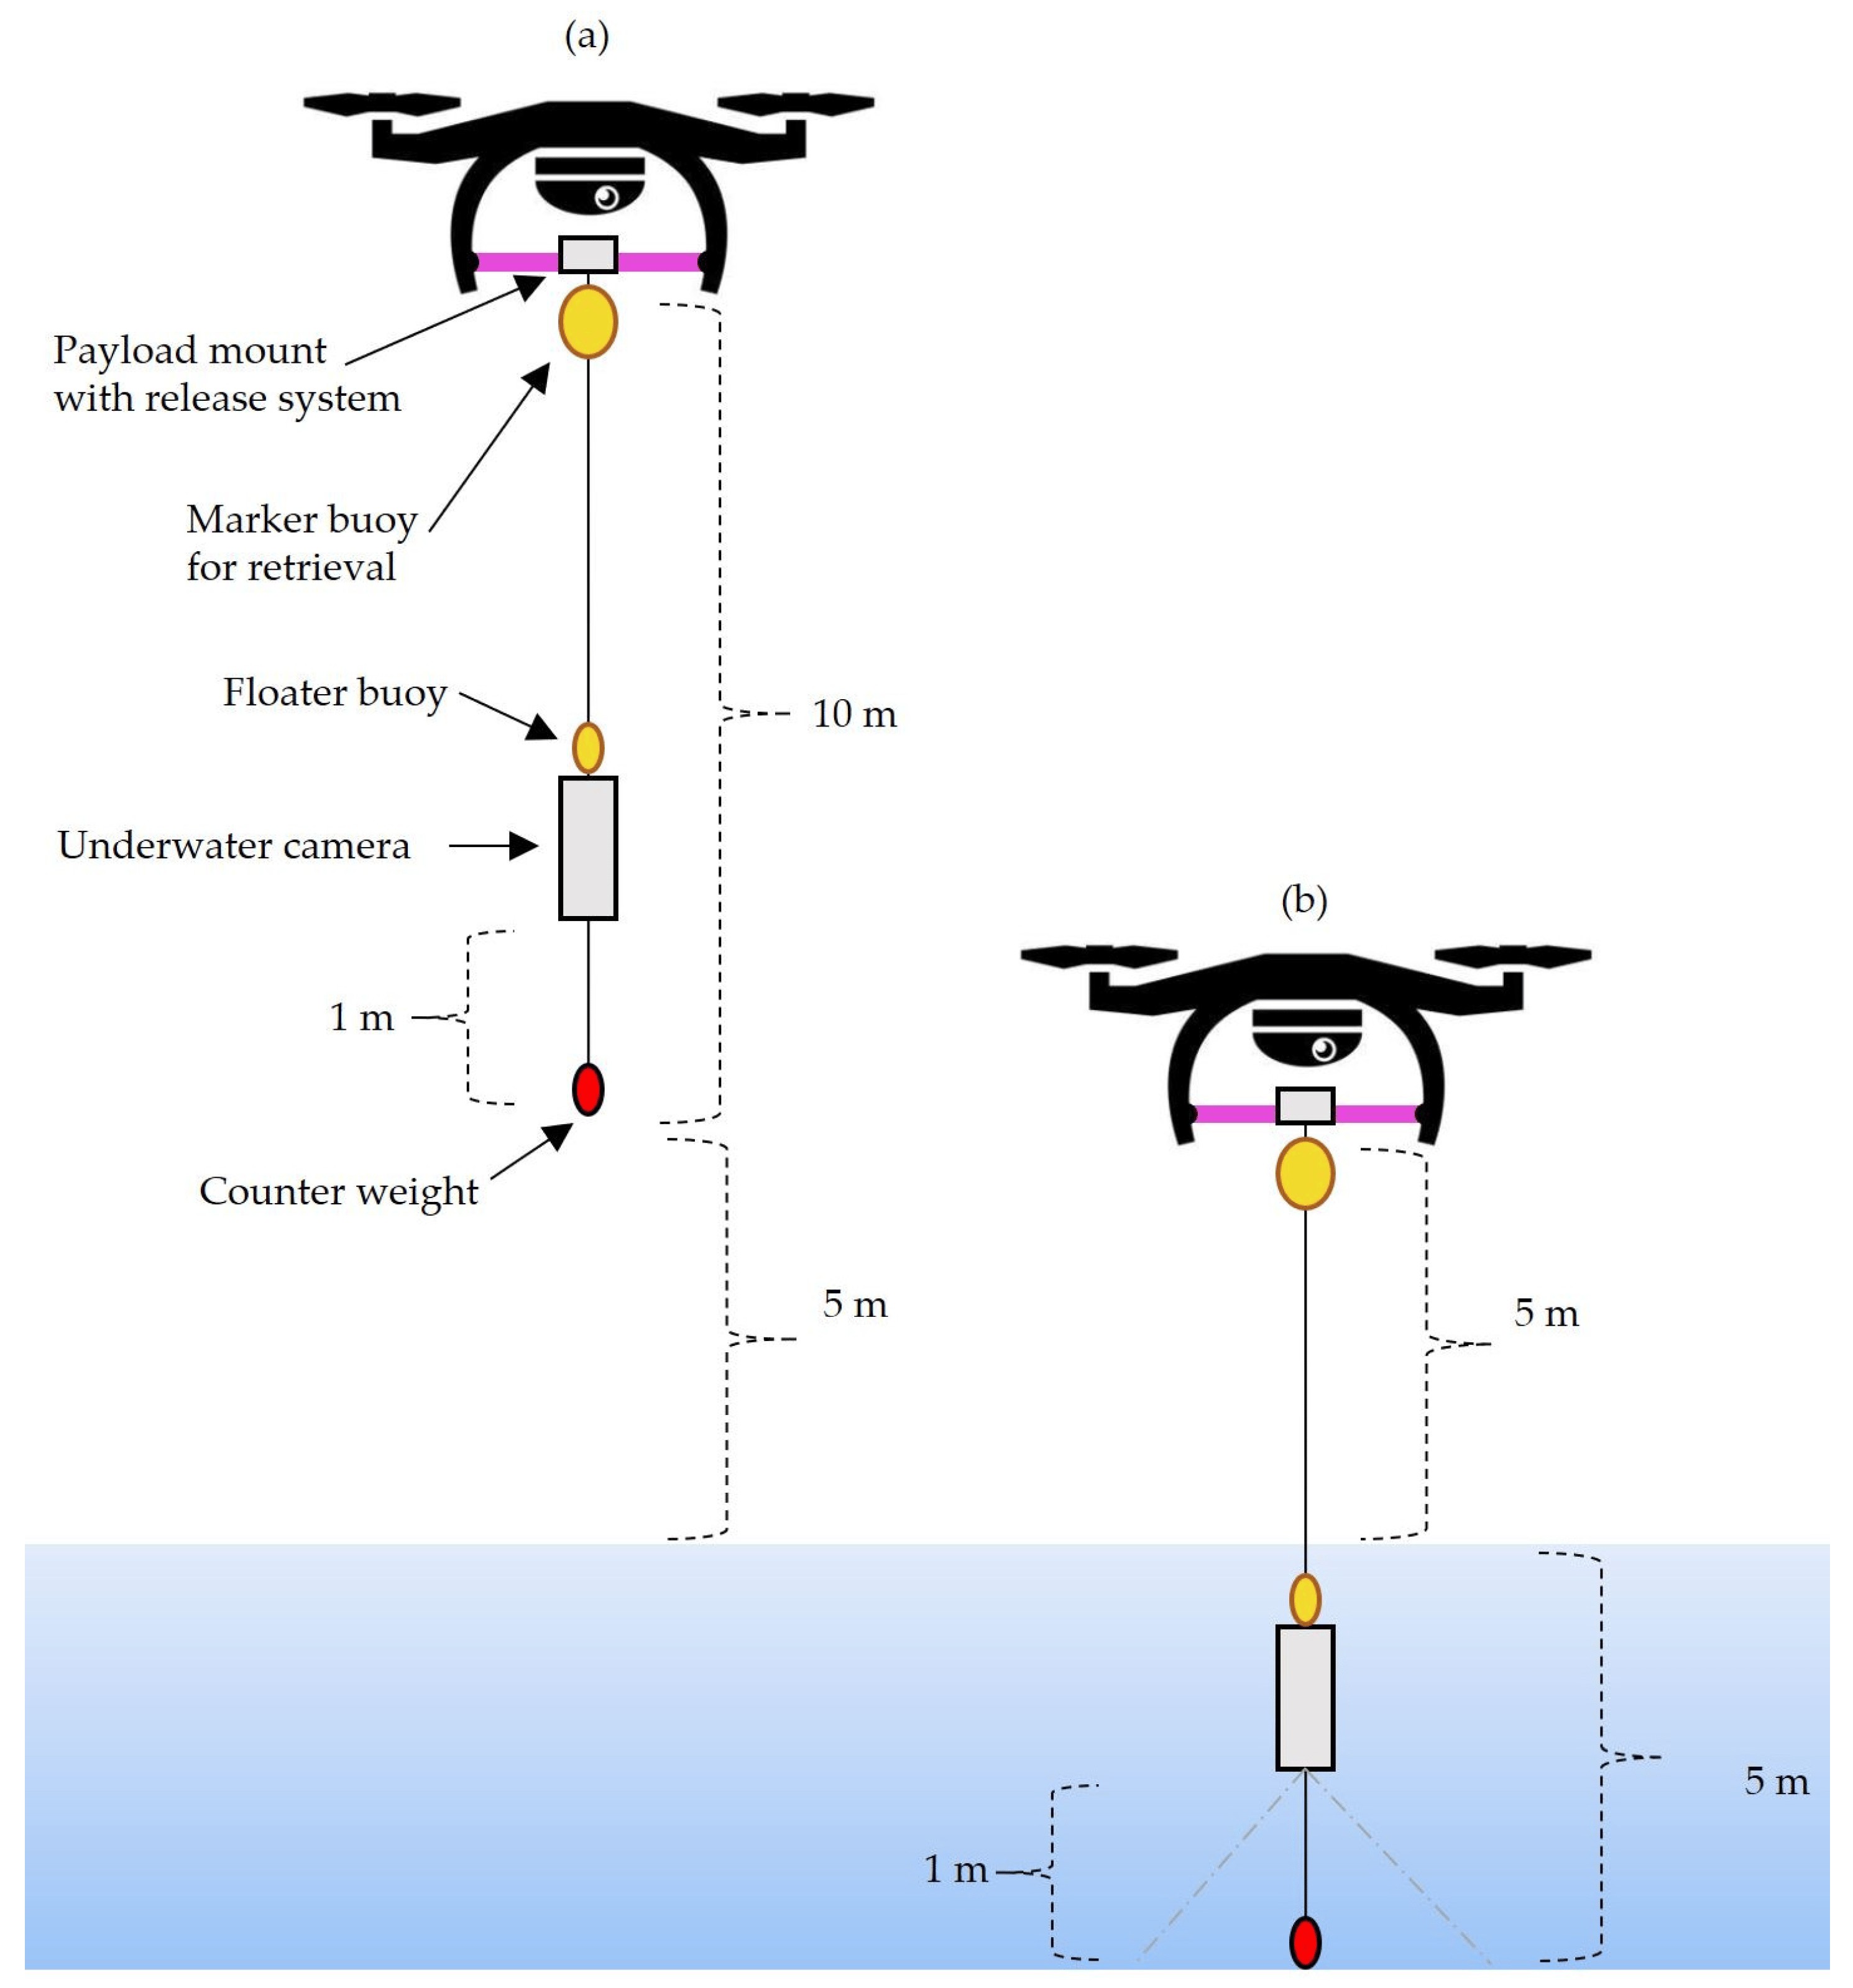 (a)
Payload mount
with release system
Marker buoy
for retrieval
Floater buoy
10 m
Underwater camera
(b)
1 m
Counter weight
5 m
5 m
5 m
1 m